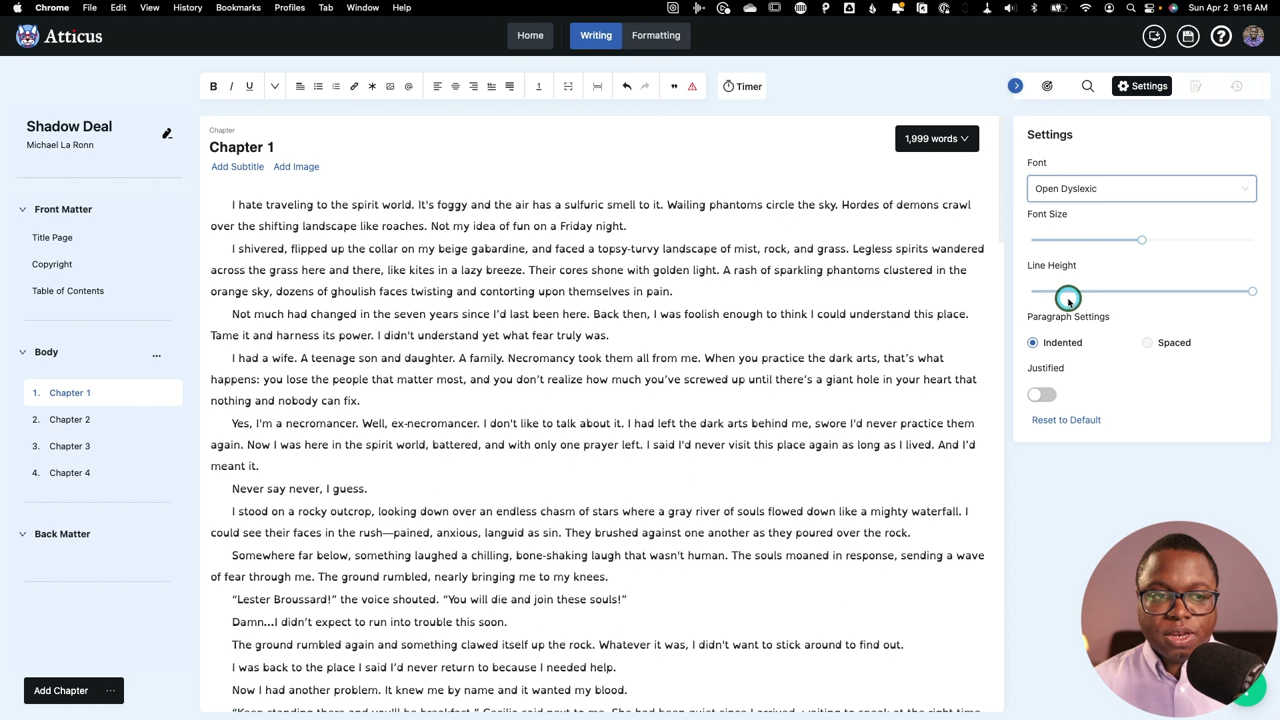 Chrome File Edit View History Bookmarks Profiles Tab Window Help
Sun Apr 2 9:16 AM
Atticus
Home
Writing
Formatting
B I U
1
Timer
Settings
Shadow Deal
Michael La Ronn
Front Matter
Title Page
Copyright
Table of Contents
Body
...
1. Chapter 1
2. Chapter 2
3. Chapter 3
4. Chapter 4
Back Matter
Add Chapter ...
Chapter
Chapter 1
1,999 words
Add Subtitle Add Image
I hate traveling to the spirit world. It's foggy and the air has a sulfuric smell to it. Wailing phantoms circle the sky. Hordes of demons crawl
over the shifting landscape like roaches. Not my idea of fun on a Friday night.
I shivered, flipped up the collar on my beige gabardine, and faced a topsy-turvy landscape of mist, rock, and grass. Legless spirits wandered
across the grass here and there, like kites in a lazy breeze. Their cores shone with golden light. A rash of sparkling phantoms clustered in the
orange sky, dozens of ghoulish faces twisting and contorting upon themselves in pain.
Not much had changed in the seven years since I'd last been here. Back then, I was foolish enough to think I could understand this place.
Tame it and harness its power. I didn't understand yet what fear truly was.
I had a wife. A teenage son and daughter. A family. Necromancy took them all from me. When you practice the dark arts, that's what
happens: you lose the people that matter most, and you don't realize how much you've screwed up until there's a giant hole in your heart that
nothing and nobody can fix.
Yes, I'm a necromancer. Well, ex-necromancer. I don't like to talk about it. I had left the dark arts behind me, swore I'd never practice them
again. Now I was here in the spirit world, battered, and with only one prayer left. I said I'd never visit this place again as long as I lived. And I'd
meant it.
Never say never, I guess.
I stood on a rocky outcrop, looking down over an endless chasm of stars where a gray river of souls flowed down like a mighty waterfall. I
could see their faces in the rush—pained, anxious, languid as sin. They brushed against one another as they poured over the rock.
Somewhere far below, something laughed a chilling, bone-shaking laugh that wasn't human. The souls moaned in response, sending a wave
of fear through me. The ground rumbled, nearly bringing me to my knees.
“Lester Broussard!” the voice shouted. “You will die and join these souls!”
Damn...I didn't expect to run into trouble this soon.
The ground rumbled again and something clawed itself up the rock. Whatever it was, I didn't want to stick around to find out.
I was back to the place I said I'd never return to because I needed help.
Now I had another problem. It knew me by name and it wanted my blood.
Settings
Font
Open Dyslexic
Font Size
Line Height
Paragraph Settings
Indented
Spaced
Justified
Reset to Default